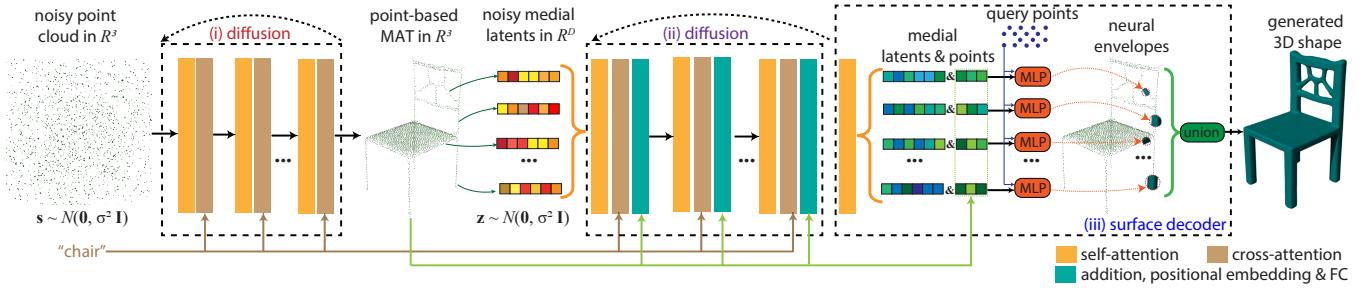 noisy point
cloud in R³
(i) diffusion
point-based
MAT in R³
noisy medial
latents in Rᴰ
(ii) diffusion
medial
latents & points
query points
neural
envelopes
generated
3D shape
...
...
...
& MLP
& MLP
& MLP
...
...
...
...
& MLP
union
s ~ N(0, σ² I)
z ~ N(0, σ² I)
(iii) surface decoder
“chair”
self-attention
cross-attention
addition, positional embedding & FC